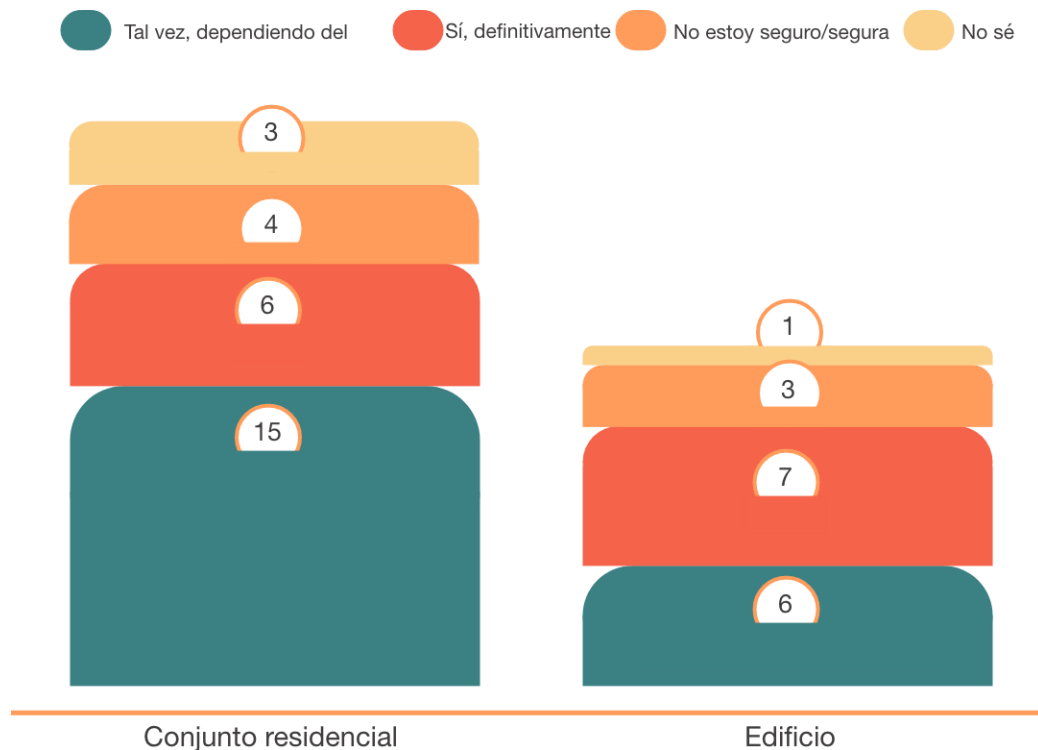 Tal vez, dependiendo del
Sí, definitivamente
No estoy seguro/segura
No sé
3
4
6
15
1
3
7
6
Conjunto residencial
Edificio